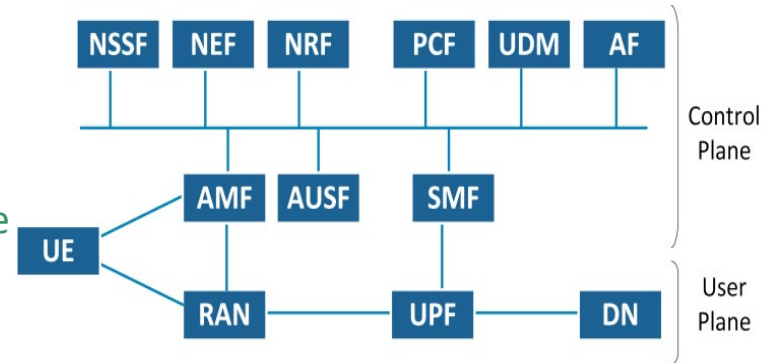 NSSF NEF NRF PCF UDM AF
Control
Plane
AMF AUSF SMF
e
UE
User
Plane
RAN UPF DN